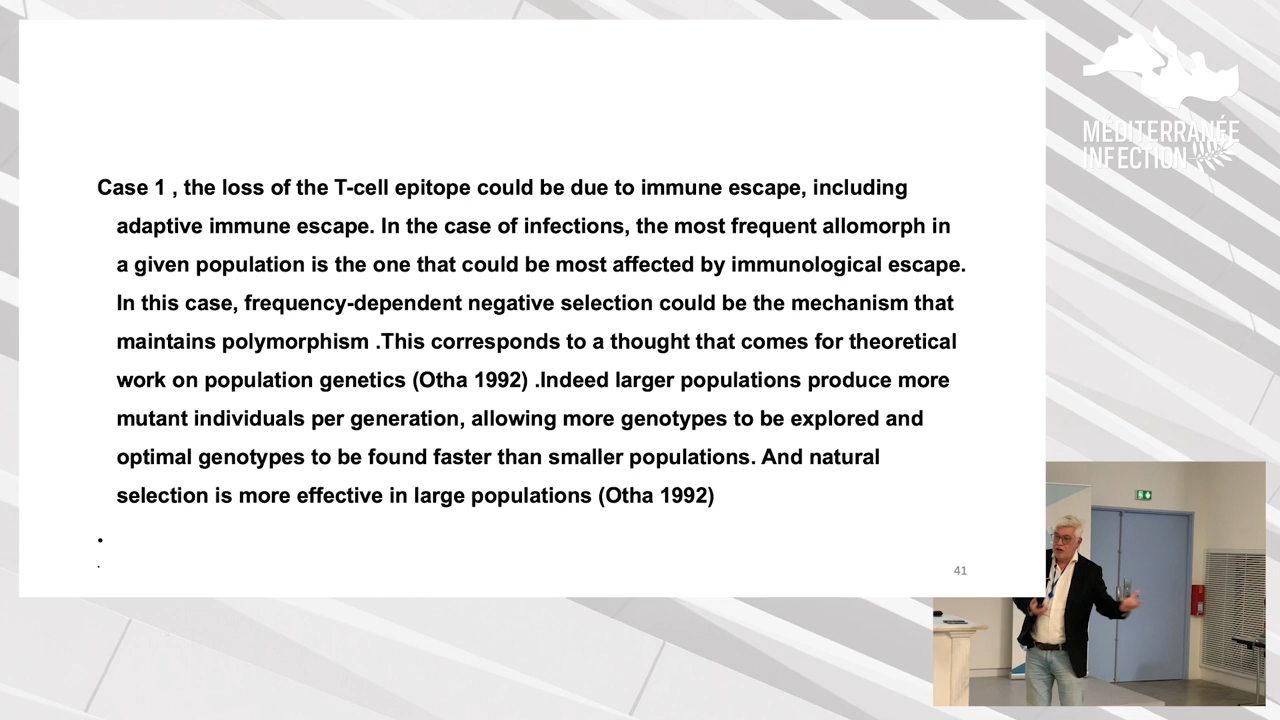 MÉDITERRANÉE
INFECTION
Case 1 , the loss of the T-cell epitope could be due to immune escape, including
adaptive immune escape. In the case of infections, the most frequent allomorph in
a given population is the one that could be most affected by immunological escape.
In this case, frequency-dependent negative selection could be the mechanism that
maintains polymorphism .This corresponds to a thought that comes for theoretical
work on population genetics (Otha 1992) .Indeed larger populations produce more
mutant individuals per generation, allowing more genotypes to be explored and
optimal genotypes to be found faster than smaller populations. And natural
selection is more effective in large populations (Otha 1992)
41